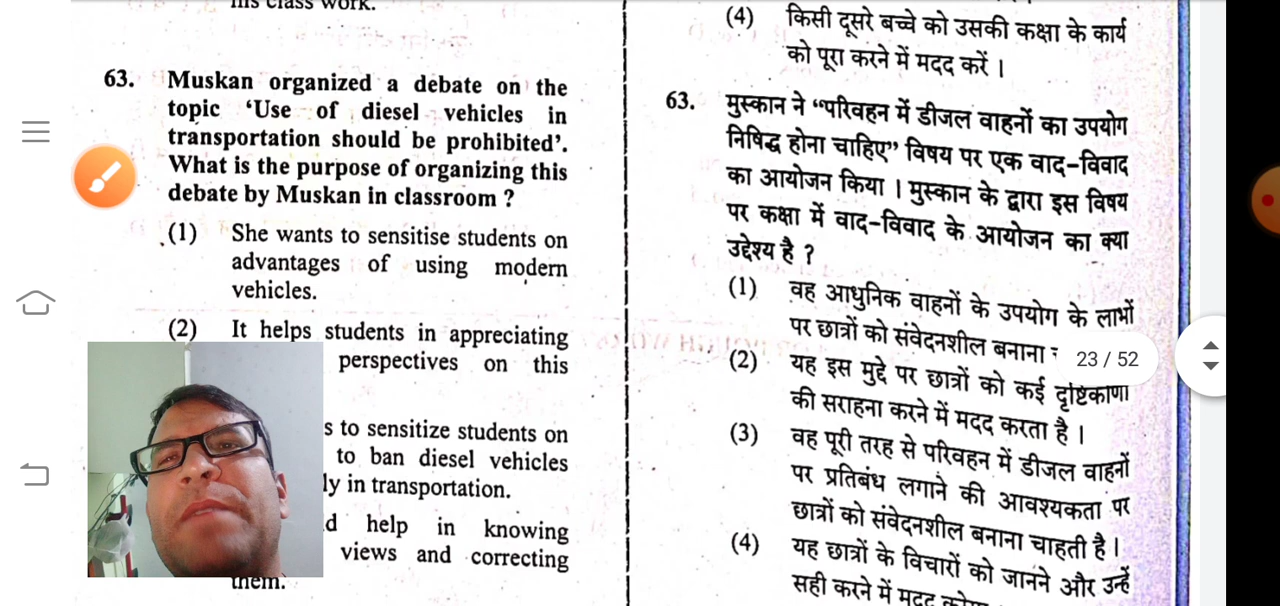 his class work.
63. Muskan organized a debate on the
topic ‘Use of diesel vehicles in
transportation should be prohibited’.
What is the purpose of organizing this
debate by Muskan in classroom ?
(1) She wants to sensitise students on
advantages of using modern
vehicles.
(2) It helps students in appreciating
perspectives on this
s to sensitize students on
to ban diesel vehicles
ly in transportation.
d help in knowing
views and correcting
them.
(4) किसी दूसरे बच्चे को उसकी कक्षा के कार्य
को पूरा करने में मदद करें ।
63. मुस्कान ने “परिवहन में डीजल वाहनों का उपयोग
निषिद्ध होना चाहिए” विषय पर एक वाद-विवाद
का आयोजन किया । मुस्कान के द्वारा इस विषय
पर कक्षा में वाद-विवाद के आयोजन का क्या
उद्देश्य है ?
(1) वह आधुनिक वाहनों के उपयोग के लाभों
पर छात्रों को संवेदनशील बनाना
(2) यह इस मुद्दे पर छात्रों को कई दृष्टिकोणों
की सराहना करने में मदद करता है ।
(3) वह पूरी तरह से परिवहन में डीजल वाहनों
पर प्रतिबंध लगाने की आवश्यकता पर
छात्रों को संवेदनशील बनाना चाहती है ।
(4) यह छात्रों के विचारों को जानने और उन्हें
सही करने में मदद
23 / 52